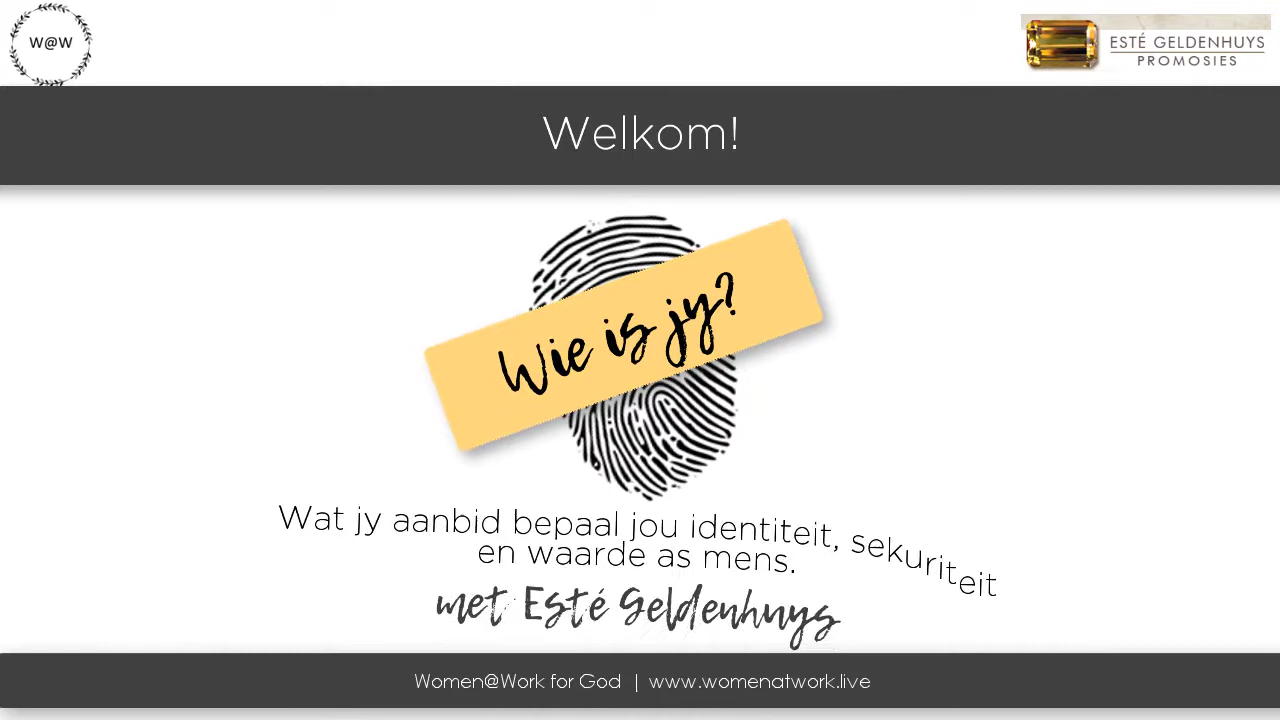 W@W
ESTÉ GELDENHUYS
PROMOSIES
Welkom!
Wie is jy?
Wat jy aanbid bepaal jou identiteit, sekuriteit
en waarde as mens.
met Esté Geldenhuys
Women@Work for God | www.womenatwork.live